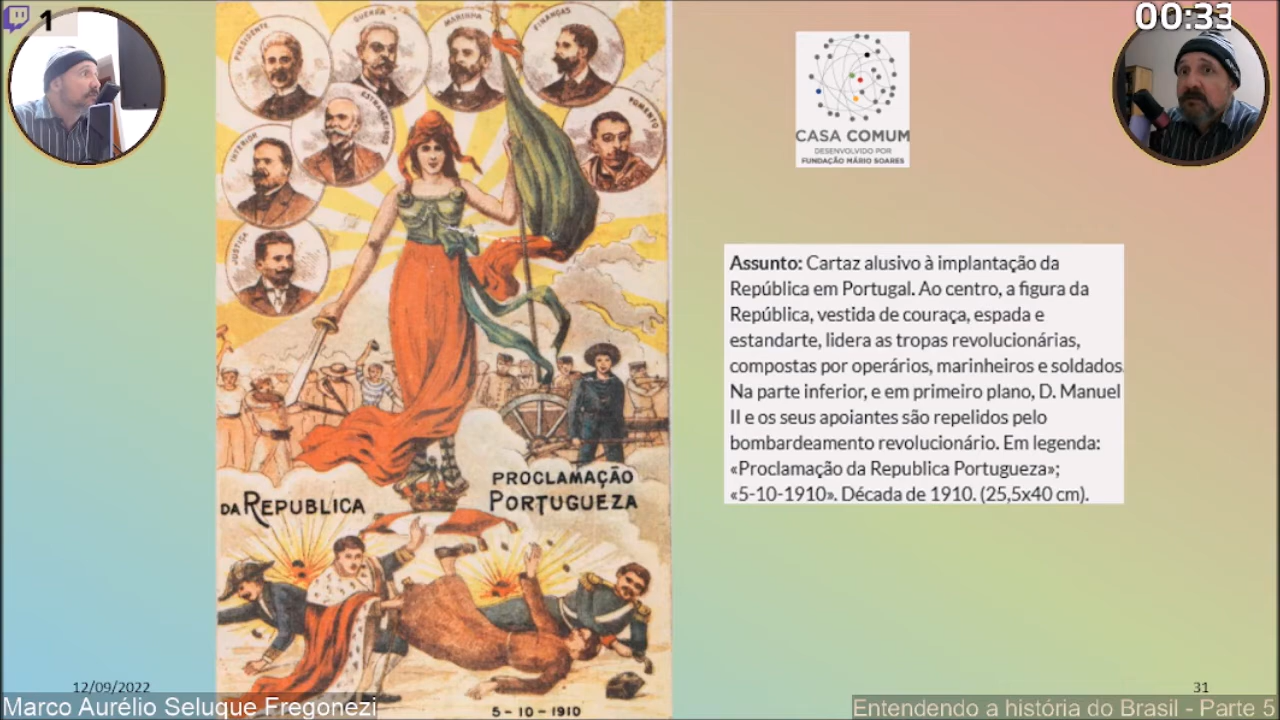 1
00:33
PRESIDENTE
GUERRA
MARINHA
FINANÇAS
ESTRANGEIROS
FOMENTO
INTERIOR
JUSTIÇA
CASA COMUM
DESENVOLVIDO POR
FUNDAÇÃO MÁRIO SOARES
Assunto: Cartaz alusivo à implantação da
República em Portugal. Ao centro, a figura da
República, vestida de couraça, espada e
estandarte, lidera as tropas revolucionárias,
compostas por operários, marinheiros e soldados.
Na parte inferior, e em primeiro plano, D. Manuel
II e os seus apoiantes são repelidos pelo
bombardeamento revolucionário. Em legenda:
«Proclamação da Republica Portugueza»;
«5-10-1910». Década de 1910. (25,5x40 cm).
PROCLAMAÇÃO
DA REPUBLICA PORTUGUEZA
5-10-1910
12/09/2022
31
Marco Aurélio Seluque Fregonezi
Entendendo a história do Brasil - Parte 5